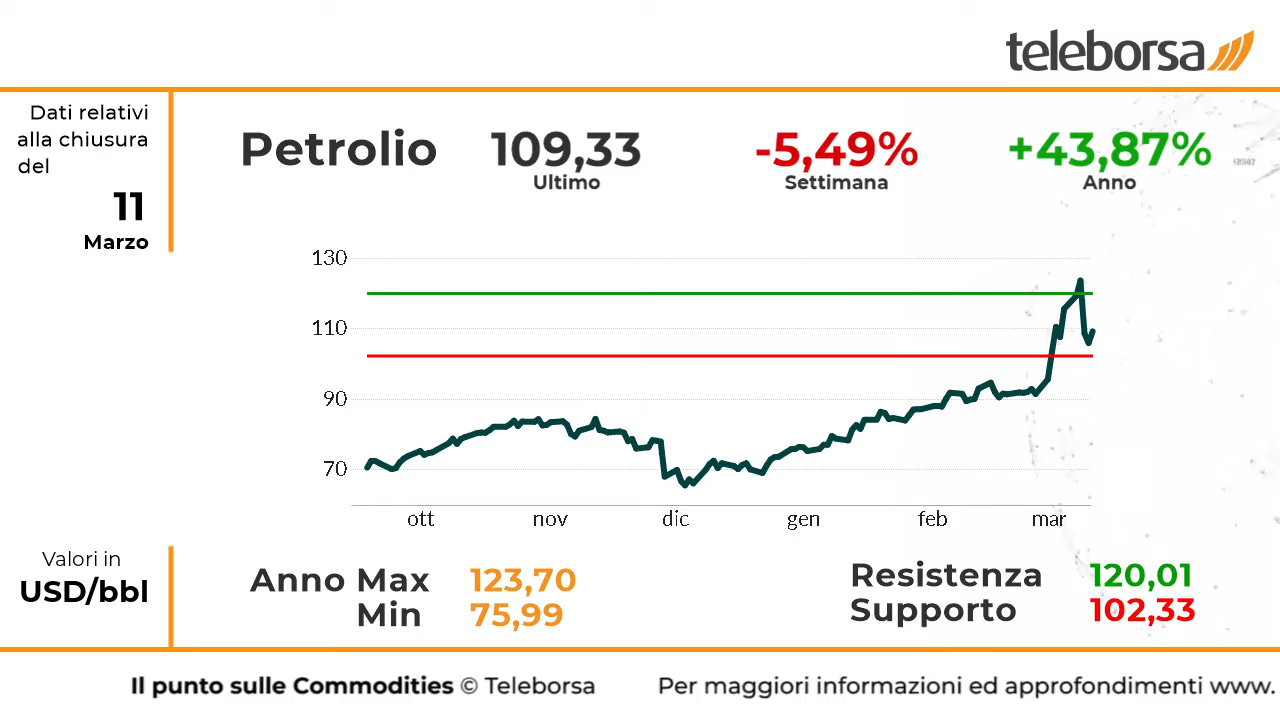 teleborsa
Dati relativi
alla chiusura
del
11
Marzo
Petrolio
109,33
Ultimo
-5,49%
Settimana
+43,87%
Anno
130
110
90
70
ott nov dic gen feb mar
Valori in
USD/bbl
Anno Max 123,70
Min 75,99
Resistenza 120,01
Supporto 102,33
Il punto sulle Commodities © Teleborsa
Per maggiori informazioni ed approfondimenti www.